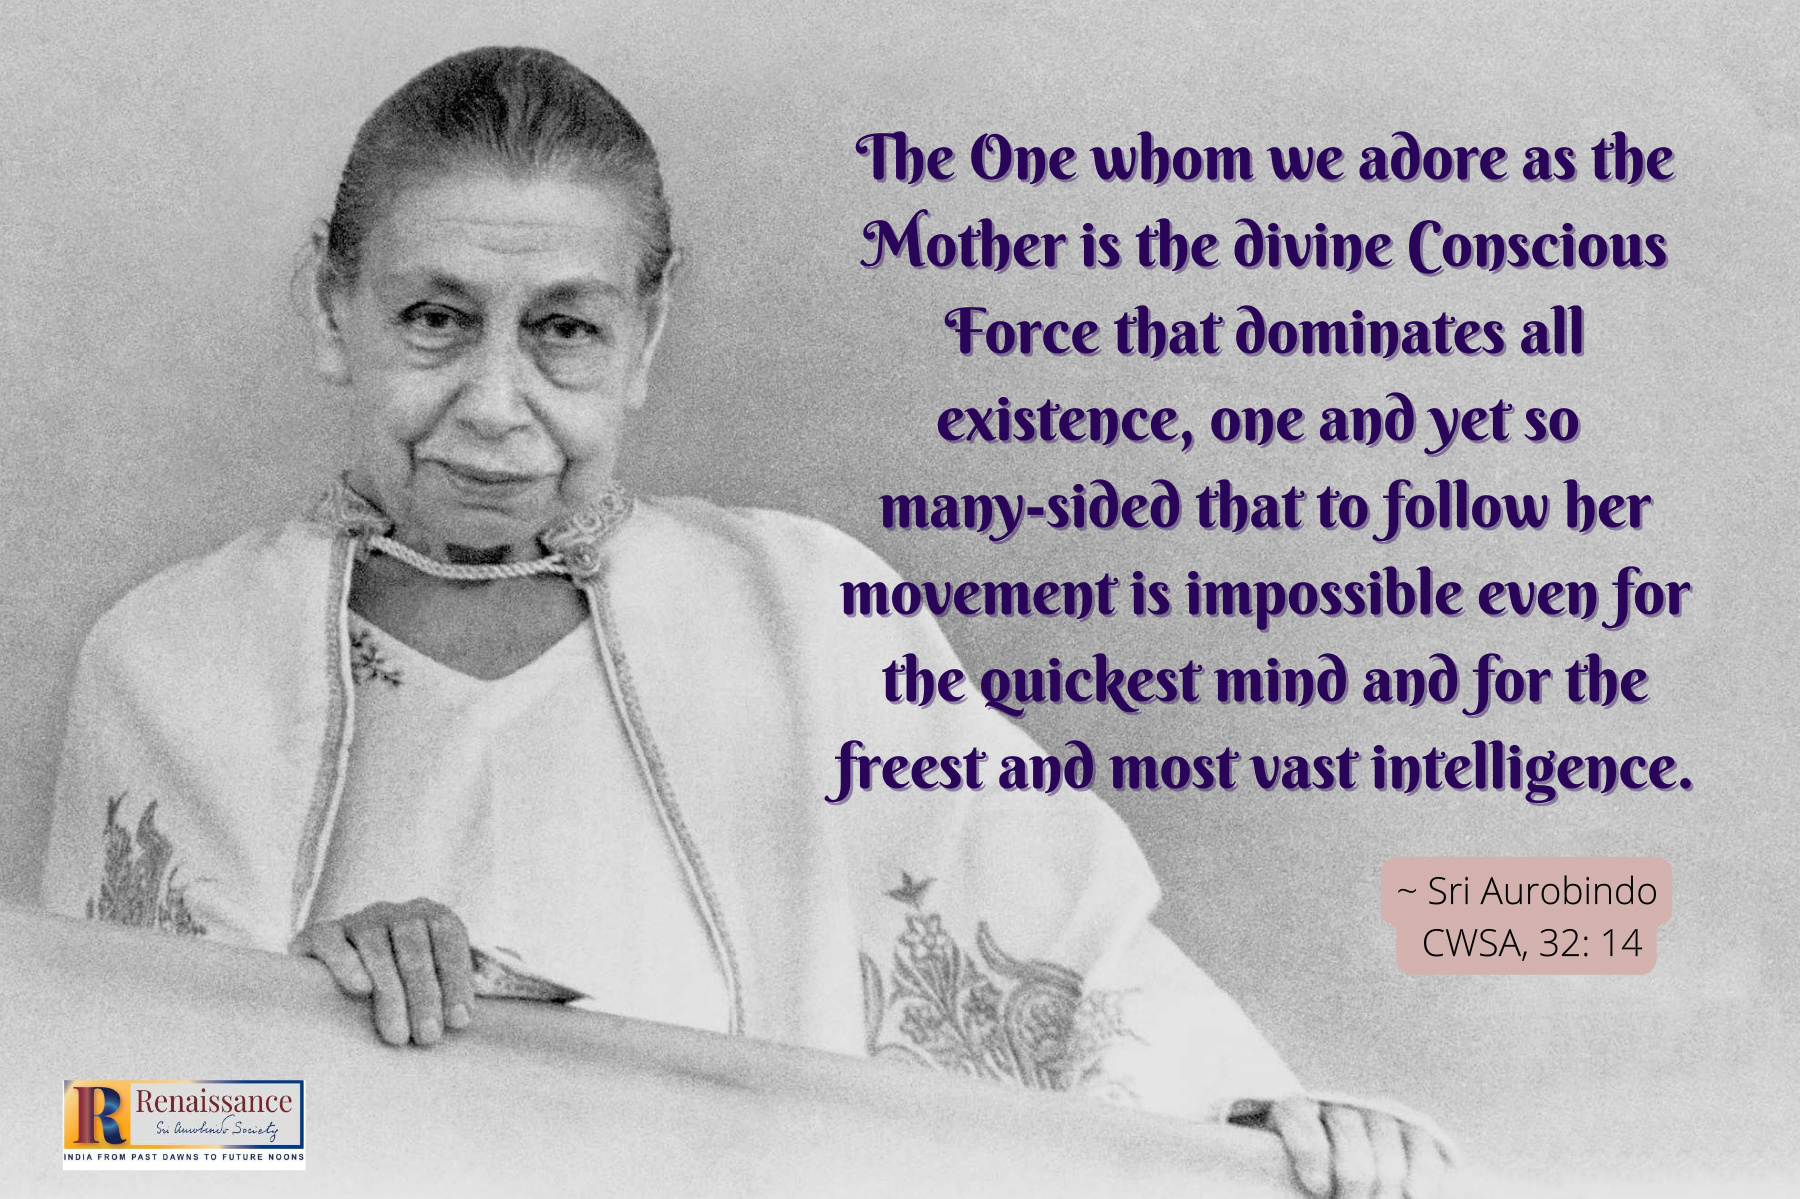 The One whom we adore as the
Mother is the divine Conscious
Force that dominates all
existence, one and yet so
many-sided that to follow her
movement is impossible even for
the quickest mind and for the
freest and most vast intelligence.
~ Sri Aurobindo
CWSA, 32: 14
R Renaissance
Sri Aurobindo Society
INDIA FROM PAST DAWNS TO FUTURE NOONS